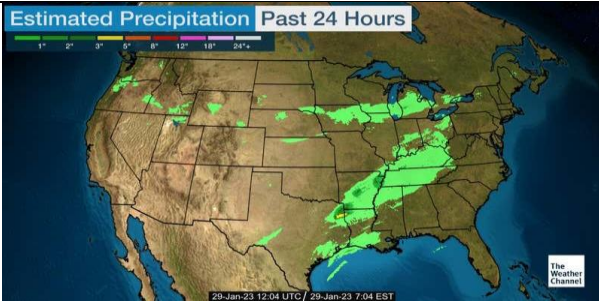 Estimated Precipitation Past 24 Hours
1" 2" 3" 5" 8" 12" 18" 24"+
The
Weather
Channel
29-Jan-23 12:04 UTC / 29-Jan-23 7:04 EST